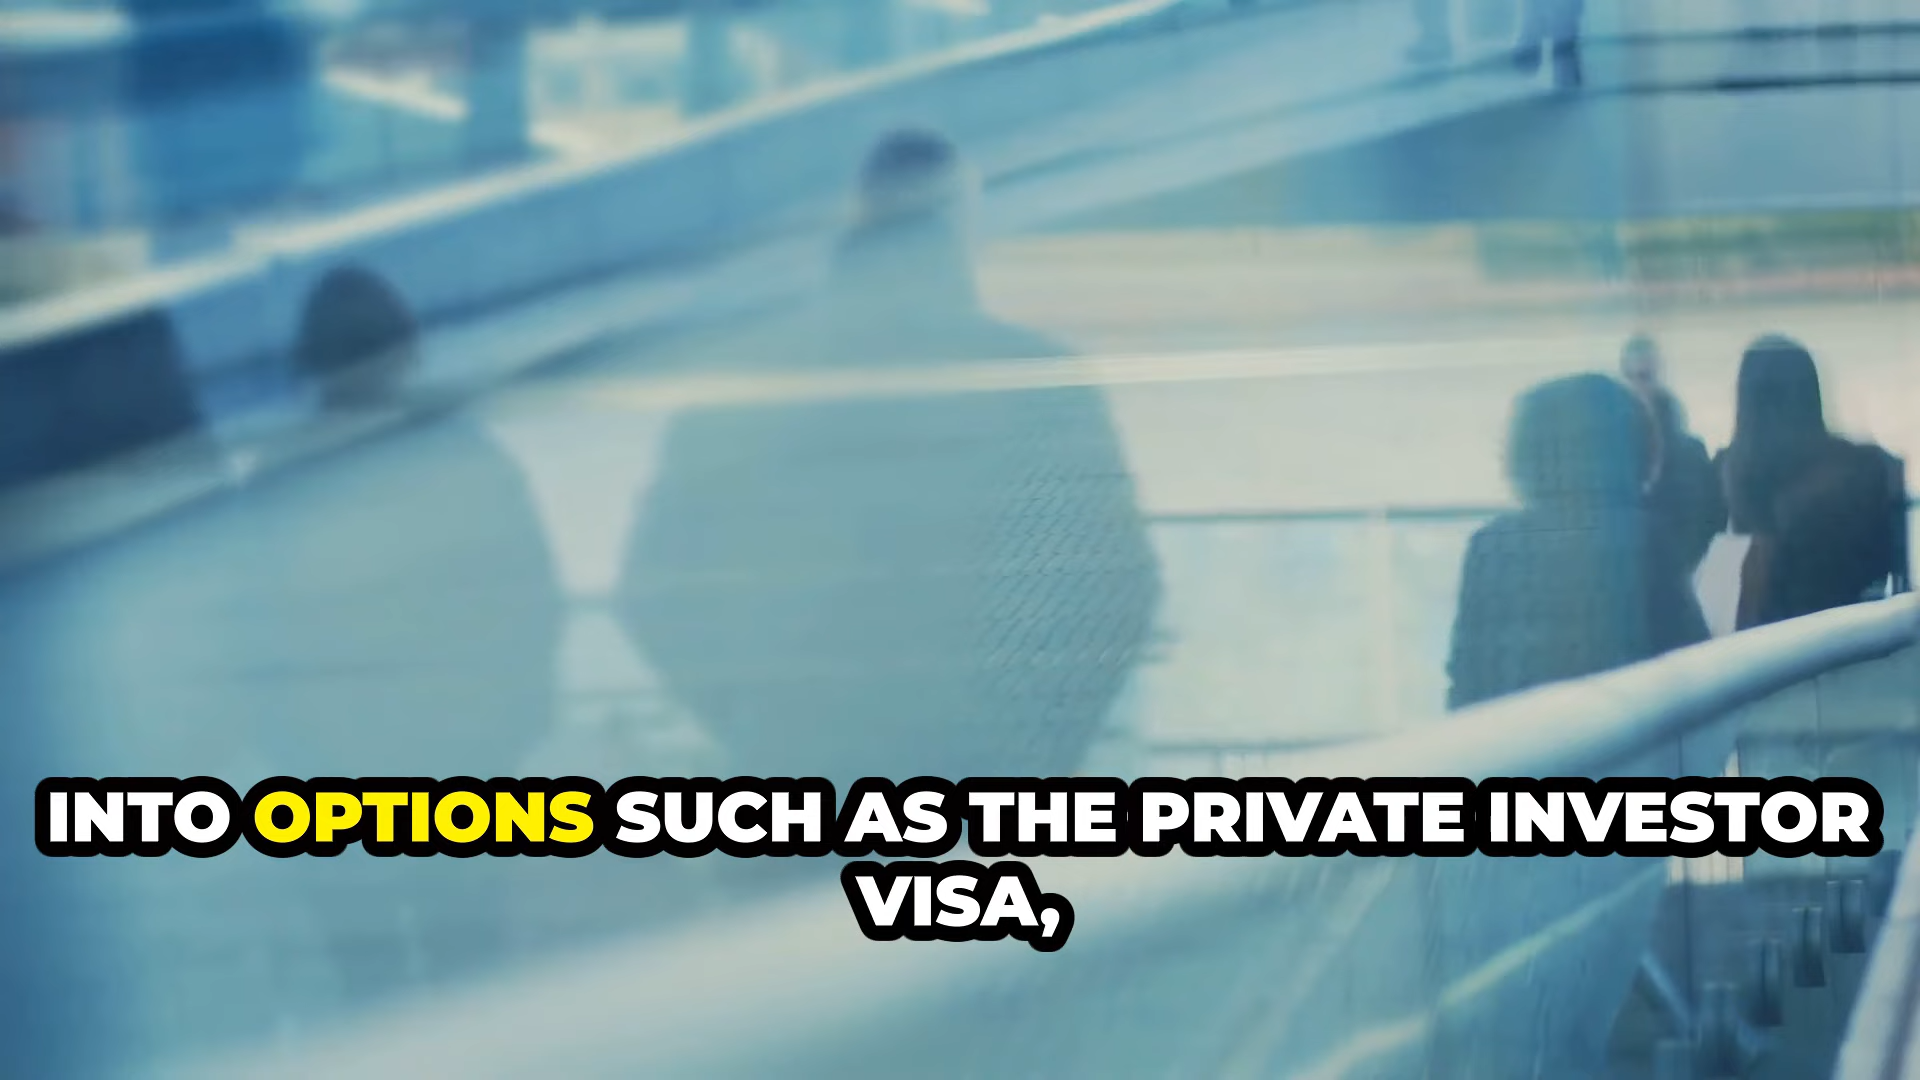 INTO OPTIONS SUCH AS THE PRIVATE INVESTOR
VISA,